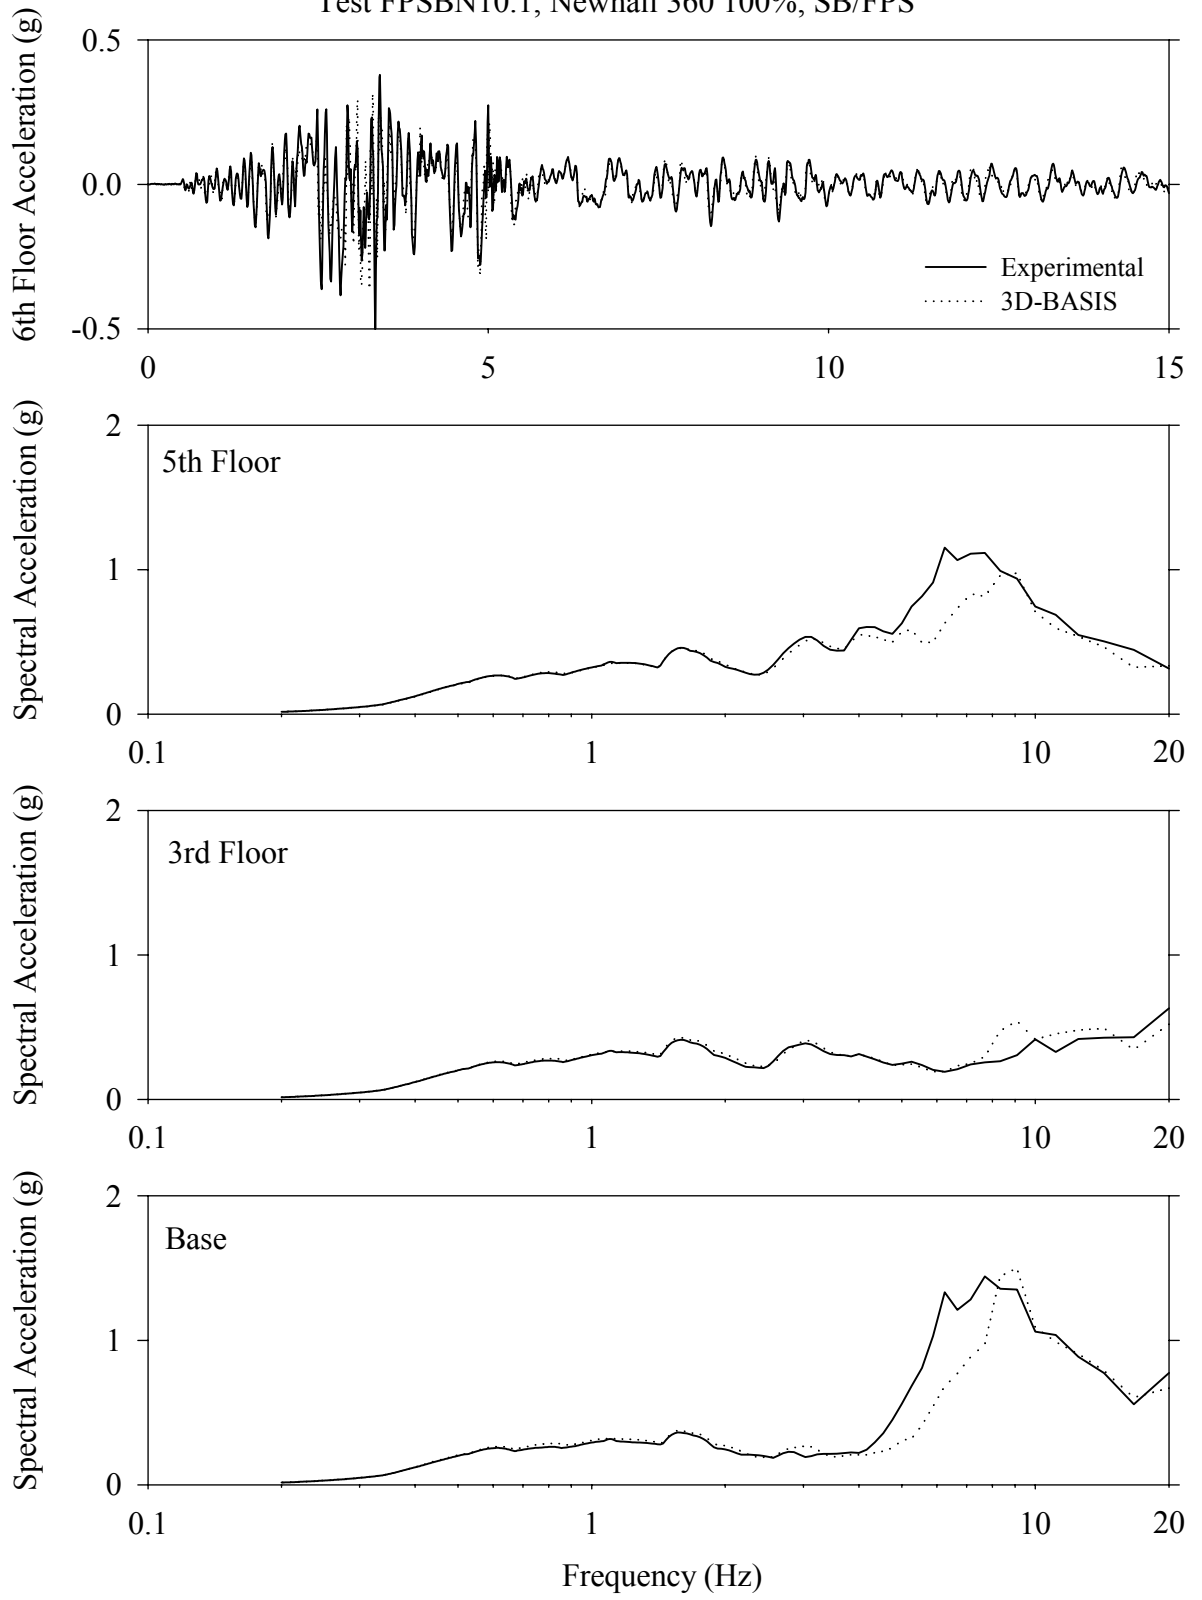 Test FPSBN10.1, Newhall 360 100%, SB/FPS
6th Floor Acceleration (g)
0.5
0.0
-0.5
Experimental
3D-BASIS
0 5 10 15
Spectral Acceleration (g)
2
5th Floor
1
0
0.1 1 10 20
Spectral Acceleration (g)
2
3rd Floor
1
0
0.1 1 10 20
Spectral Acceleration (g)
2
Base
1
0
0.1 1 10 20
Frequency (Hz)